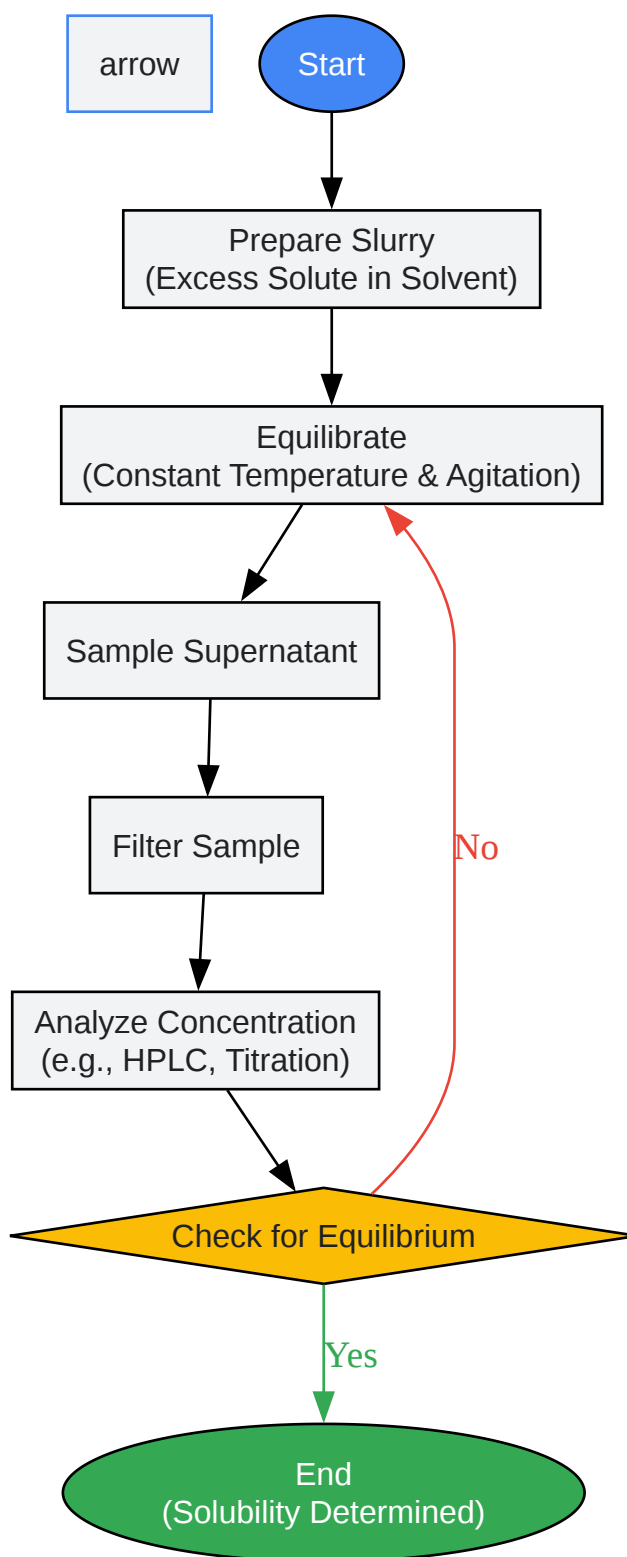 arrow
Start
Prepare Slurry
(Excess Solute in Solvent)
Equilibrate
(Constant Temperature & Agitation)
Sample Supernatant
Filter Sample
No
Analyze Concentration
(e.g., HPLC, Titration)
Check for Equilibrium
Yes
End
(Solubility Determined)